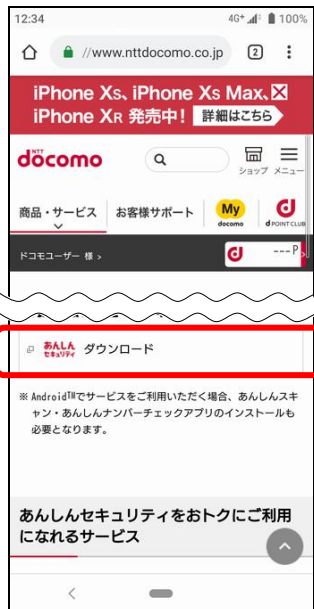 12:34 4G+ 100%
//www.nttdocomo.co.jp 2
iPhone Xs、iPhone Xs Max、
iPhone XR 発売中! 詳細はこちら
NTT
döcomo
ショップ メニュー
商品・サービス お客様サポート My docomo d POINT CLUB
ドコモユーザー 様 > d ---P
あんしんセキュリティ ダウンロード
※ Android™でサービスをご利用いただく場合、あんしんスキ
ャン・あんしんナンバーチェックアプリのインストールも
必要となります。
あんしんセキュリティをおトクにご利用
になれるサービス